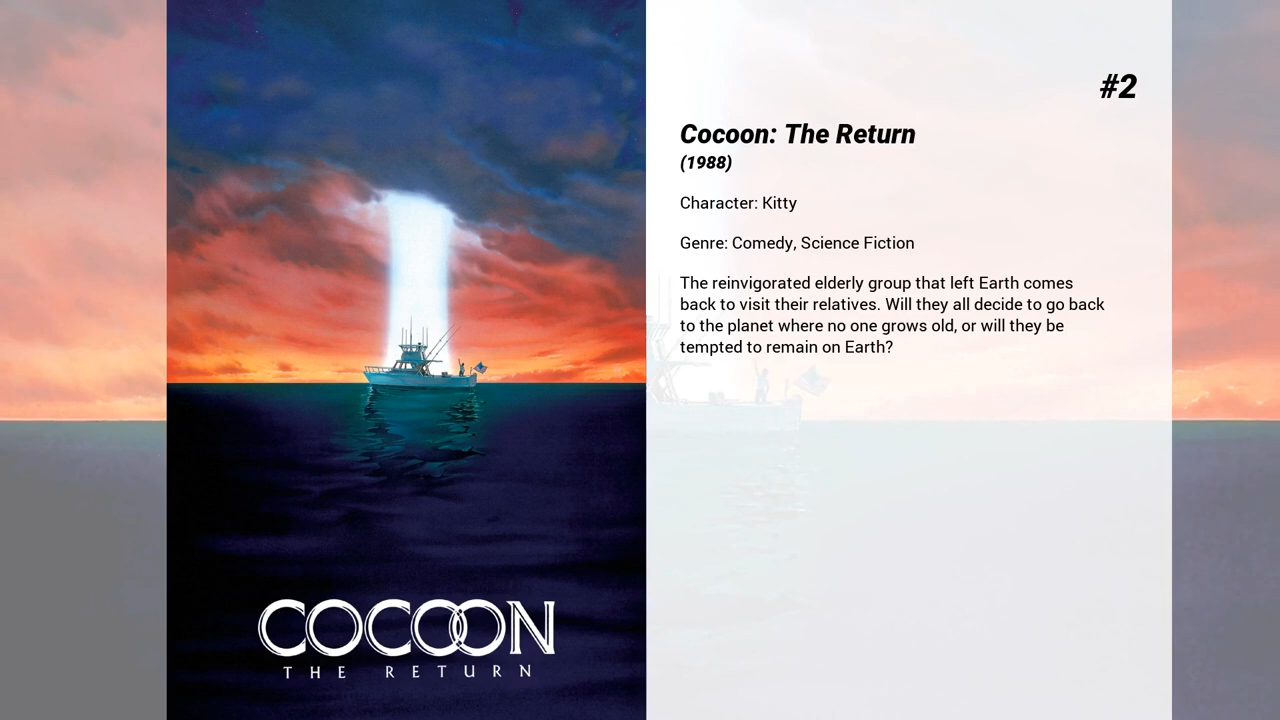 #2
Cocoon: The Return
(1988)
Character: Kitty
Genre: Comedy, Science Fiction
The reinvigorated elderly group that left Earth comes
back to visit their relatives. Will they all decide to go back
to the planet where no one grows old, or will they be
tempted to remain on Earth?
COCOON
THE RETURN